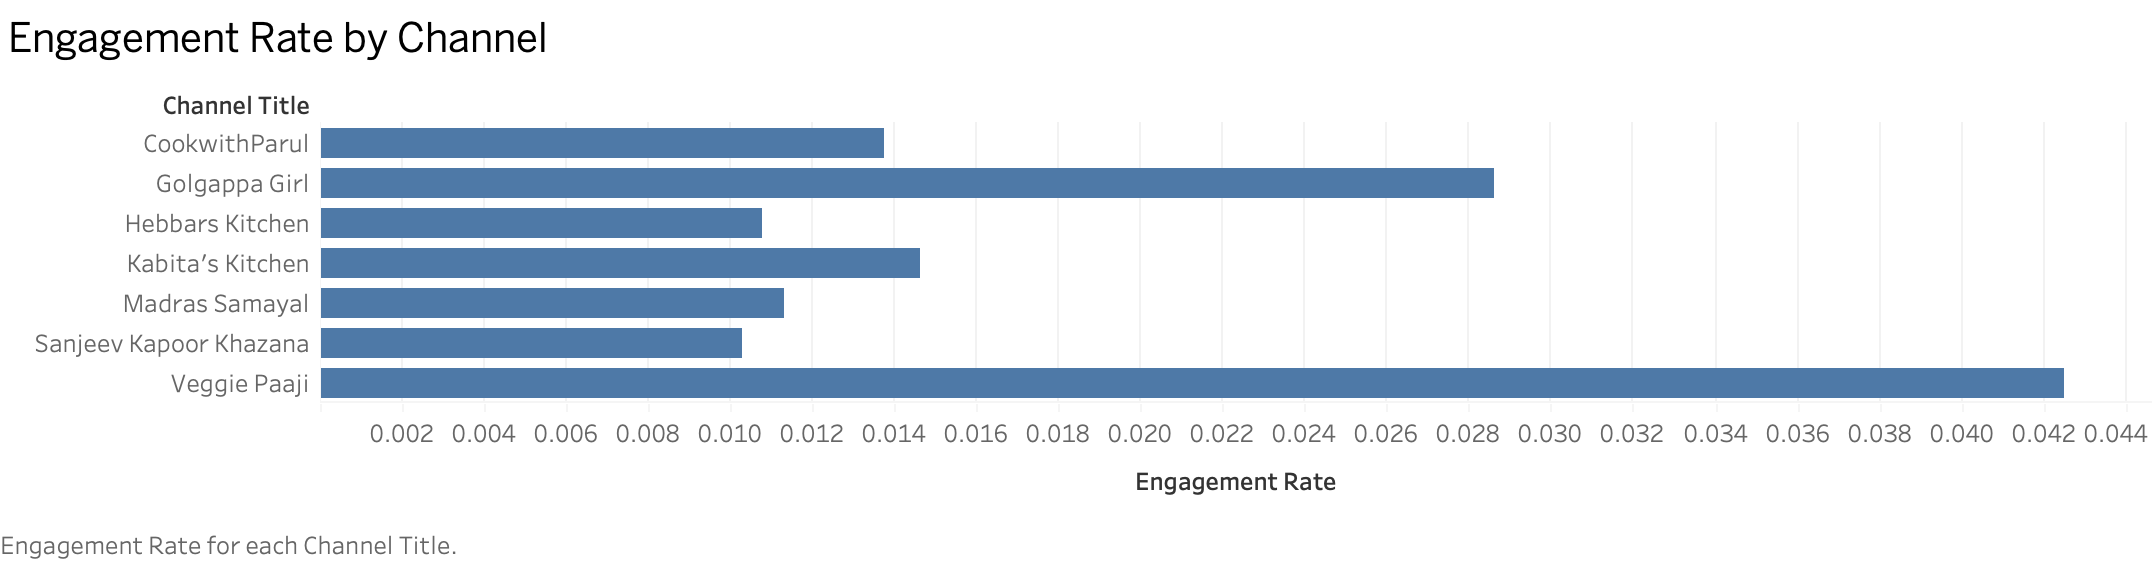 Engagement Rate by Channel
Channel Title
CookwithParul
Golgappa Girl
Hebbars Kitchen
Kabita’s Kitchen
Madras Samayal
Sanjeev Kapoor Khazana
Veggie Paaji
0.002 0.004 0.006 0.008 0.010 0.012 0.014 0.016 0.018 0.020 0.022 0.024 0.026 0.028 0.030 0.032 0.034 0.036 0.038 0.040 0.042 0.044
Engagement Rate
Engagement Rate for each Channel Title.